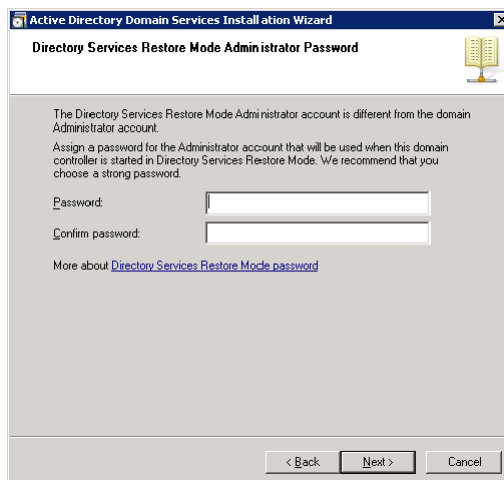 Active Directory Domain Services Installation Wizard
Directory Services Restore Mode Administrator Password
The Directory Services Restore Mode Administrator account is different from the domain
Administrator account.
Assign a password for the Administrator account that will be used when this domain
controller is started in Directory Services Restore Mode. We recommend that you
choose a strong password.
Password:
Confirm password:
More about Directory Services Restore Mode password
< Back
Next >
Cancel